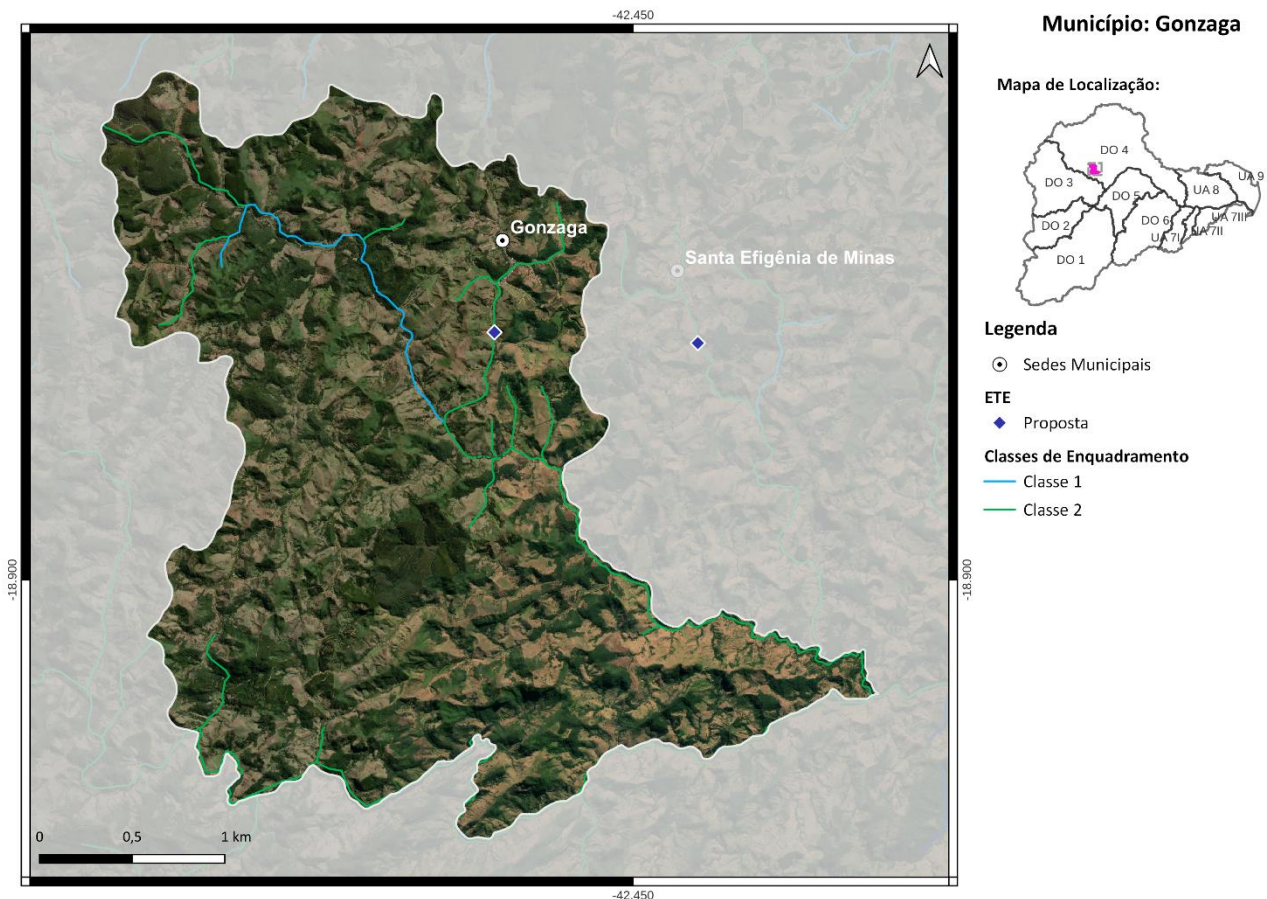 -42.450
Município: Gonzaga
Mapa de Localização:
DO 4
DO 3
UA 9
DO 5
UA 8
DO 2
DO 6
UA 7III
UA 7II
UA 7I
DO 1
Gonzaga
Santa Efigênia de Minas
Legenda
Sedes Municipais
ETE
Proposta
Classes de Enquadramento
Classe 1
Classe 2
-18.900
-18.900
0 0,5 1 km
-42.450